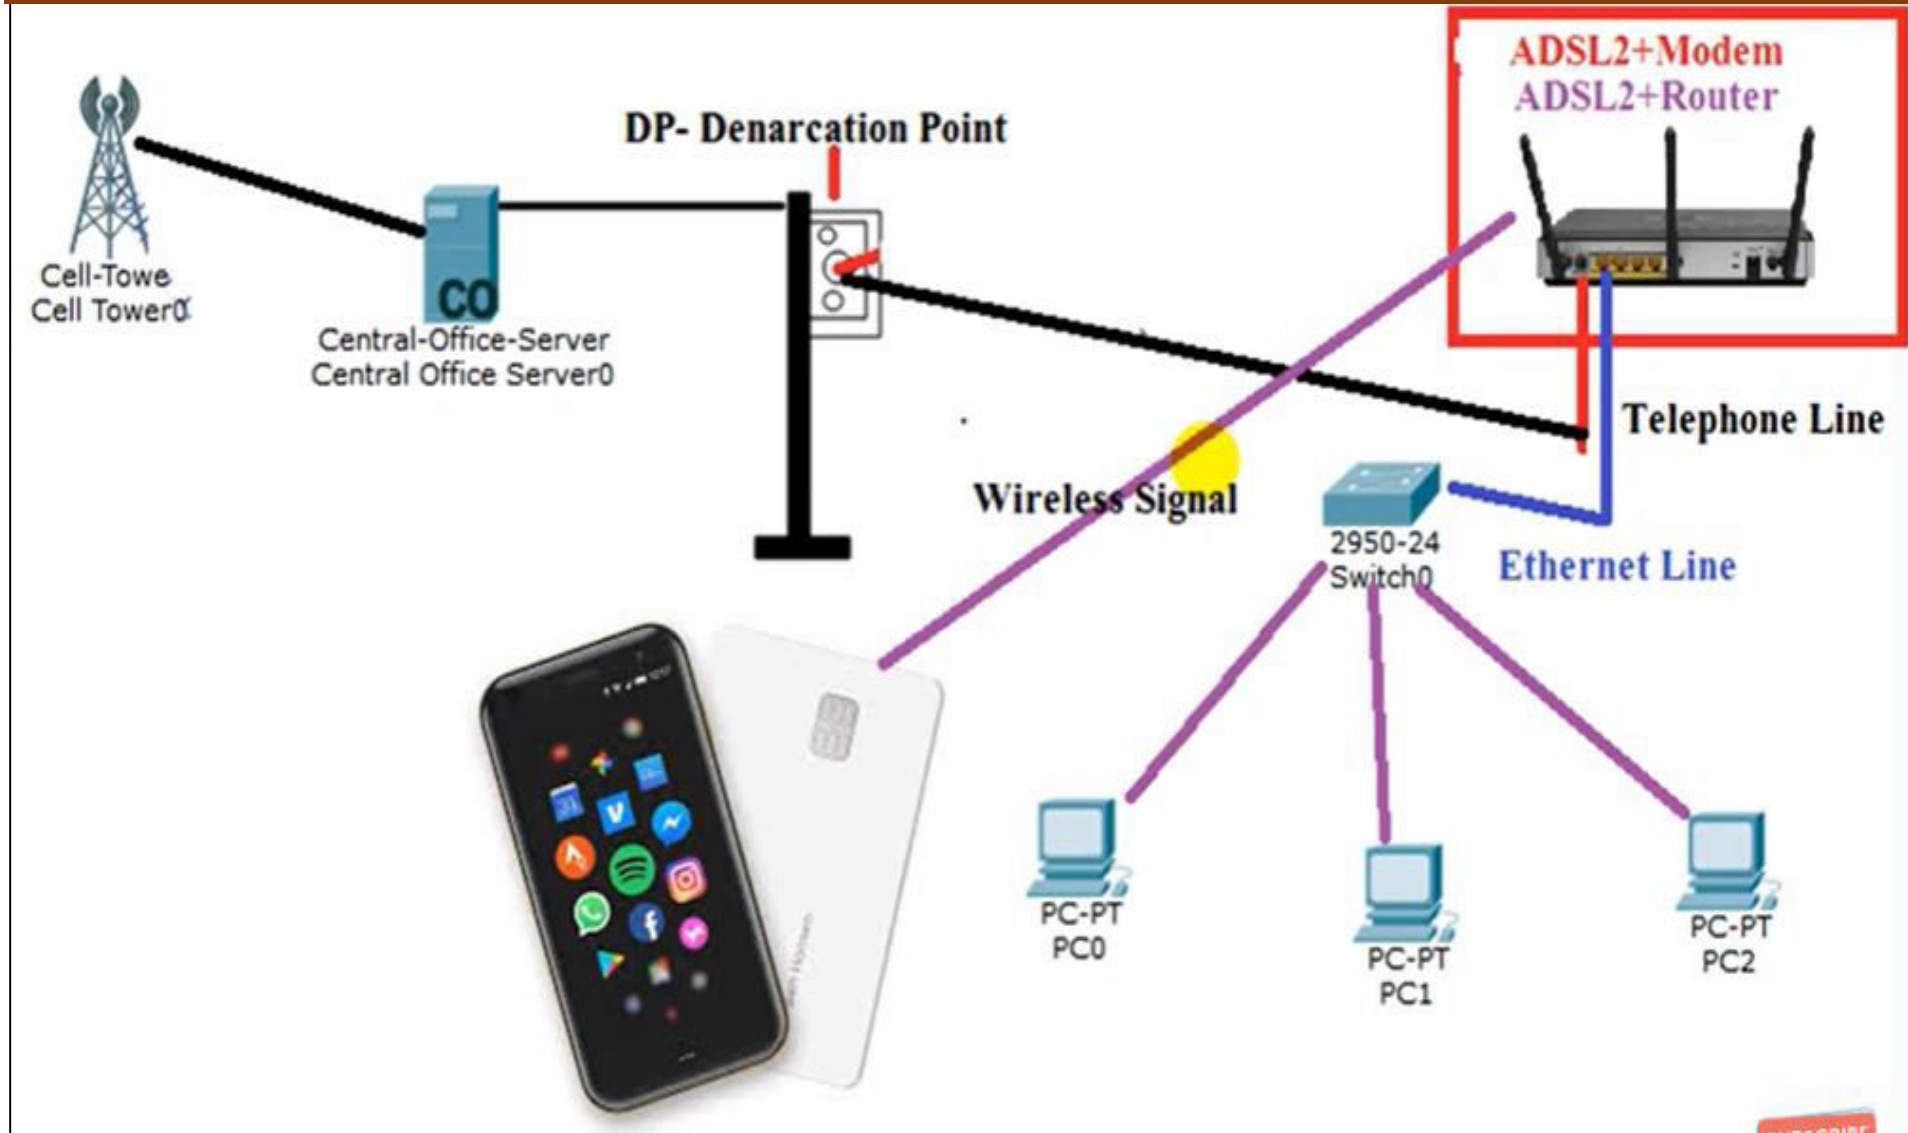 ADSL2+Modem
ADSL2+Router
DP- Denarcation Point
Cell-Towe
Cell Tower0
CO
Central-Office-Server
Central Office Server0
Telephone Line
Wireless Signal
2950-24
Switch0
Ethernet Line
PC-PT
PC0
PC-PT
PC1
PC-PT
PC2
31